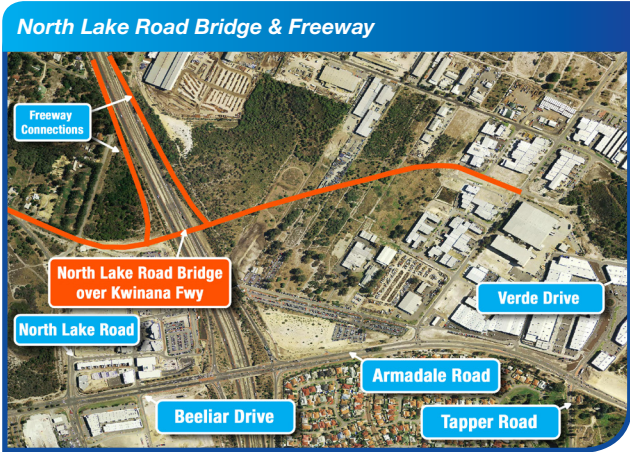 North Lake Road Bridge & Freeway
Freeway
Connections
North Lake Road Bridge
over Kwinana Fwy
Verde Drive
North Lake Road
Armadale Road
Beeliar Drive
Tapper Road